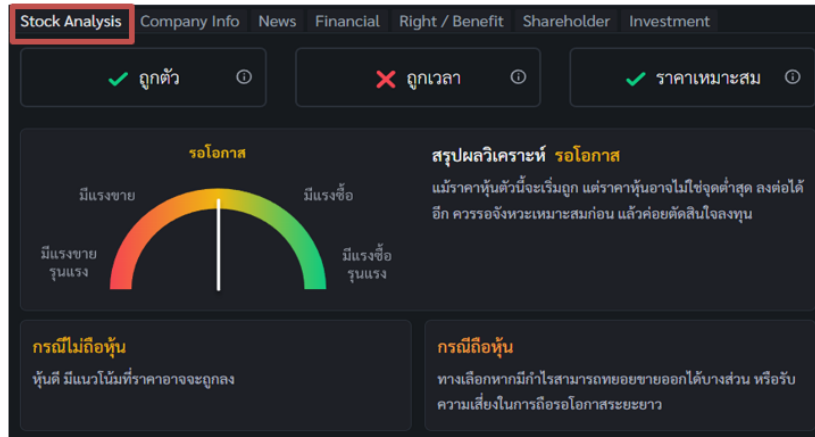 Stock Analysis Company Info News Financial Right / Benefit Shareholder Investment
ถูกตัว
ถูกเวลา
ราคาเหมาะสม
รอโอกาส
มีแรงขาย
มีแรงซื้อ
มีแรงขาย
รุนแรง
มีแรงซื้อ
รุนแรง
สรุปผลวิเคราะห์ รอโอกาส
แม้ราคาหุ้นตัวนี้จะเริ่มถูก แต่ราคาหุ้นอาจไม่ใช่จุดต่ำสุด ลงต่อได้
อีก ควรรอจังหวะเหมาะสมก่อน แล้วค่อยตัดสินใจลงทุน
กรณีไม่ถือหุ้น
หุ้นดี มีแนวโน้มที่ราคาอาจจะถูกลง
กรณีถือหุ้น
ทางเลือกหากมีกำไรสามารถทยอยขายออกได้บางส่วน หรือรับ
ความเสี่ยงในการถือรอโอกาสระยะยาว